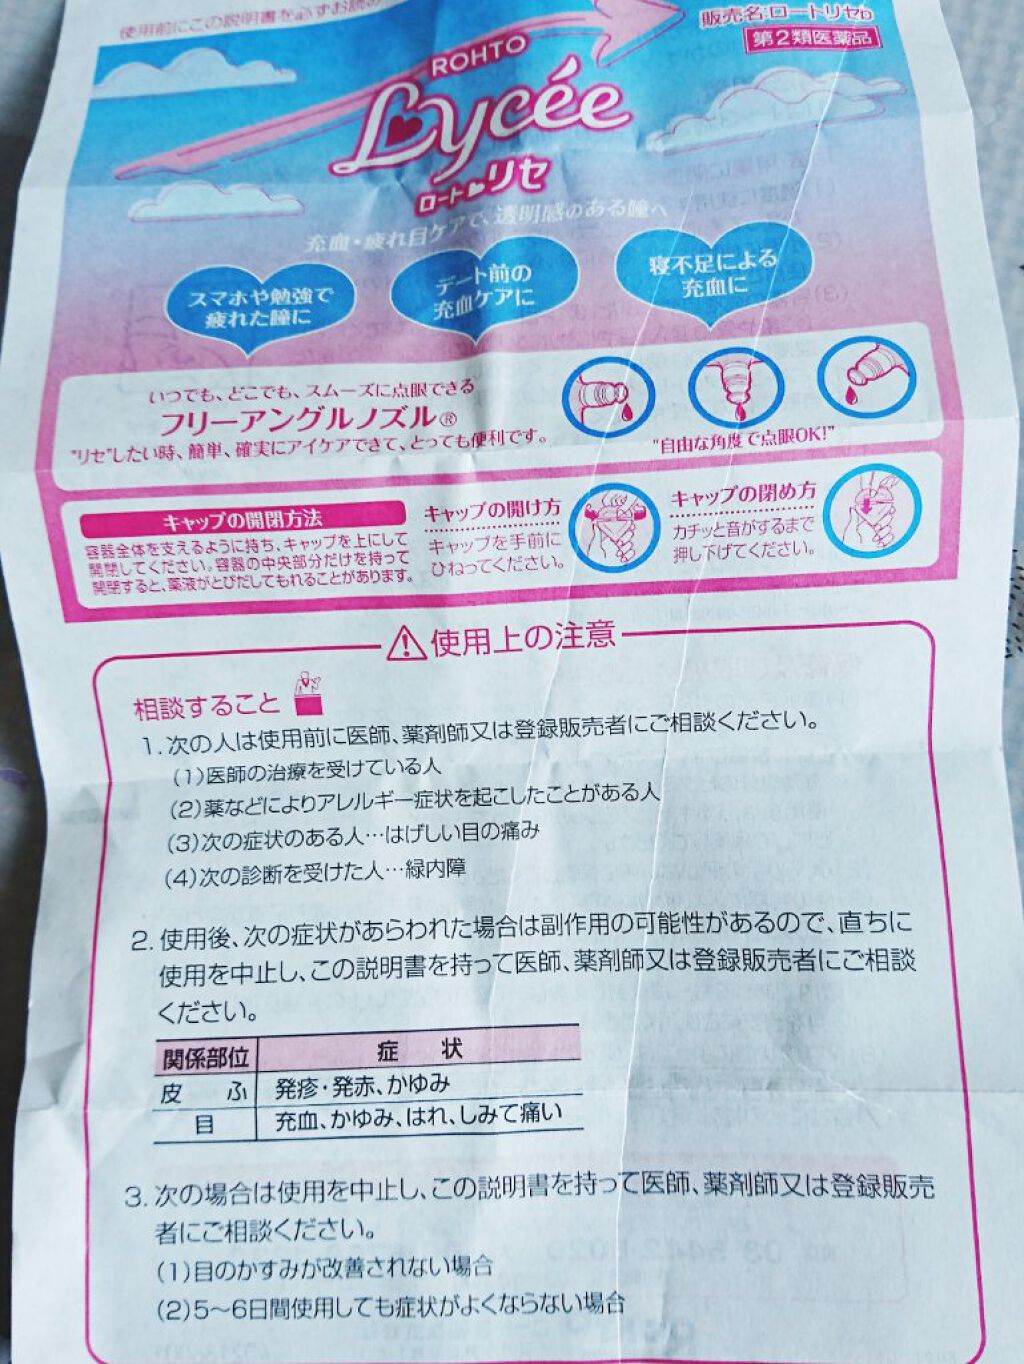 使用前にこの説明書を必ずお読み
販売名:ロートリセb
第2類医薬品
ROHTO
Lycée
ロートリセ
充血・疲れ目ケアで、透明感のある瞳へ
スマホや勉強で
疲れた瞳に
デート前の
充血ケアに
寝不足による
充血に
いつでも、どこでも、スムーズに点眼できる
フリーアングルノズル®
"リセ"したい時、簡単、確実にアイケアできて、とっても便利です。
"自由な角度で点眼OK!"
キャップの開閉方法
容器全体を支えるように持ち、キャップを上にして
開閉してください。容器の中央部分だけを持って
開閉すると、薬液がとびだしてもれることがあります。
キャップの開け方
キャップを手前に
ひねってください。
キャップの閉め方
カチッと音がするまで
押し下げてください。
使用上の注意
相談すること
1.次の人は使用前に医師、薬剤師又は登録販売者にご相談ください。
(1)医師の治療を受けている人
(2)薬などによりアレルギー症状を起こしたことがある人
(3)次の症状のある人…はげしい目の痛み
(4)次の診断を受けた人…緑内障
2.使用後、次の症状があらわれた場合は副作用の可能性があるので、直ちに
使用を中止し、この説明書を持って医師、薬剤師又は登録販売者にご相談
ください。
関係部位 症 状
皮 ふ 発疹・発赤、かゆみ
目 充血、かゆみ、はれ、しみて痛い
3.次の場合は使用を中止し、この説明書を持って医師、薬剤師又は登録販売
者にご相談ください。
(1)目のかすみが改善されない場合
(2)5〜6日間使用しても症状がよくならない場合